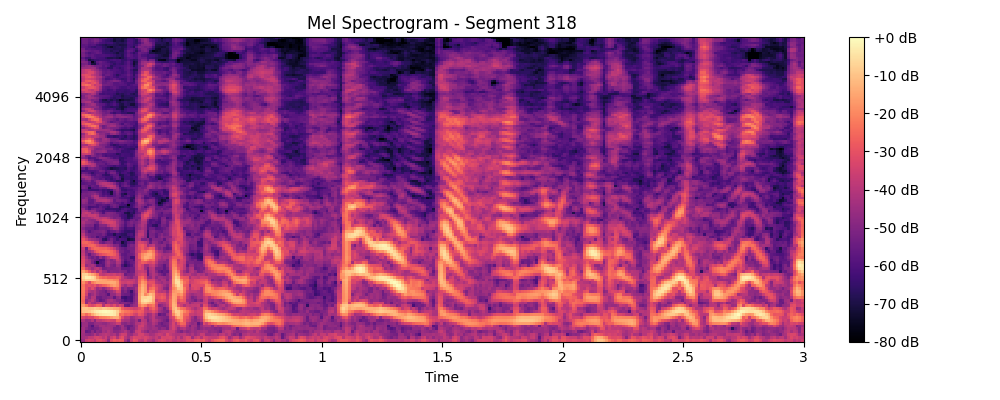 Mel Spectrogram - Segment 318
Frequency
4096
2048
1024
512
0
0 0.5 1 1.5 2 2.5 3
Time
+0 dB
-10 dB
-20 dB
-30 dB
-40 dB
-50 dB
-60 dB
-70 dB
-80 dB